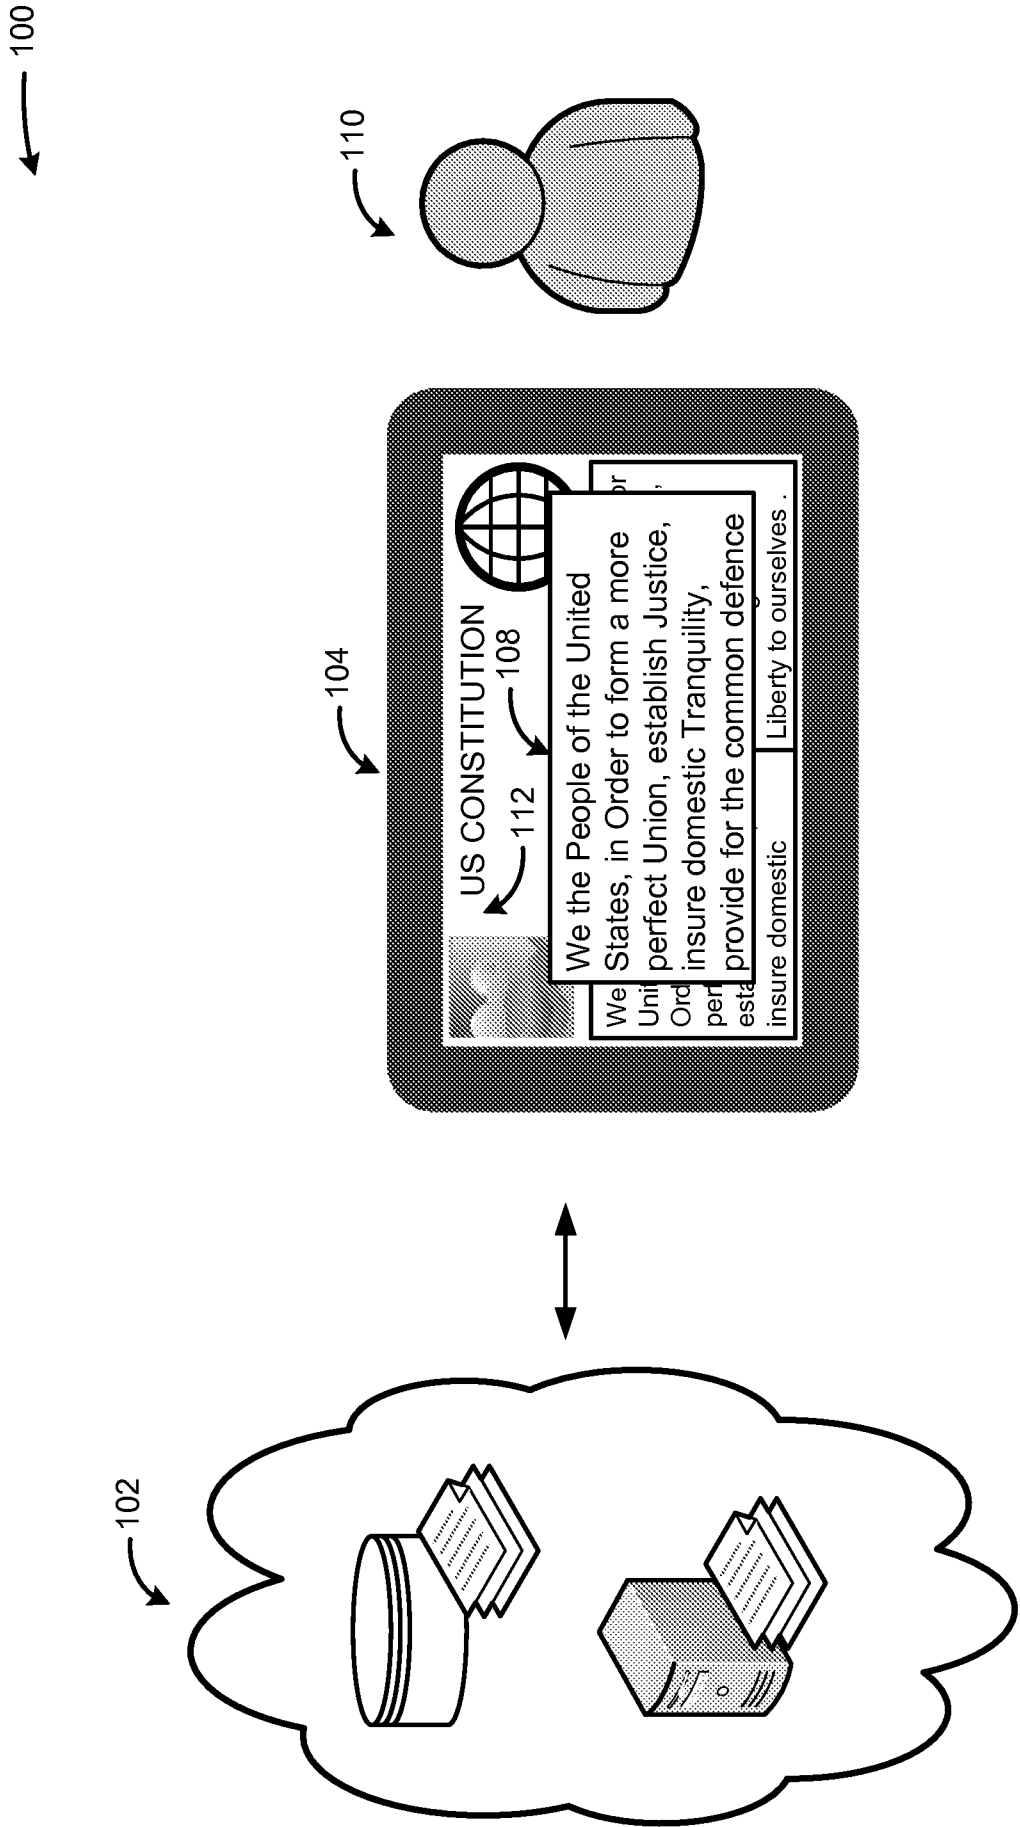 100
110
104
102
US CONSTITUTION
112
108
We the People of the United
States, in Order to form a more
perfect Union, establish Justice,
insure domestic Tranquility,
provide for the common defence
We
Unit
Ord
per
esta
insure domestic
or
,
Liberty to ourselves .